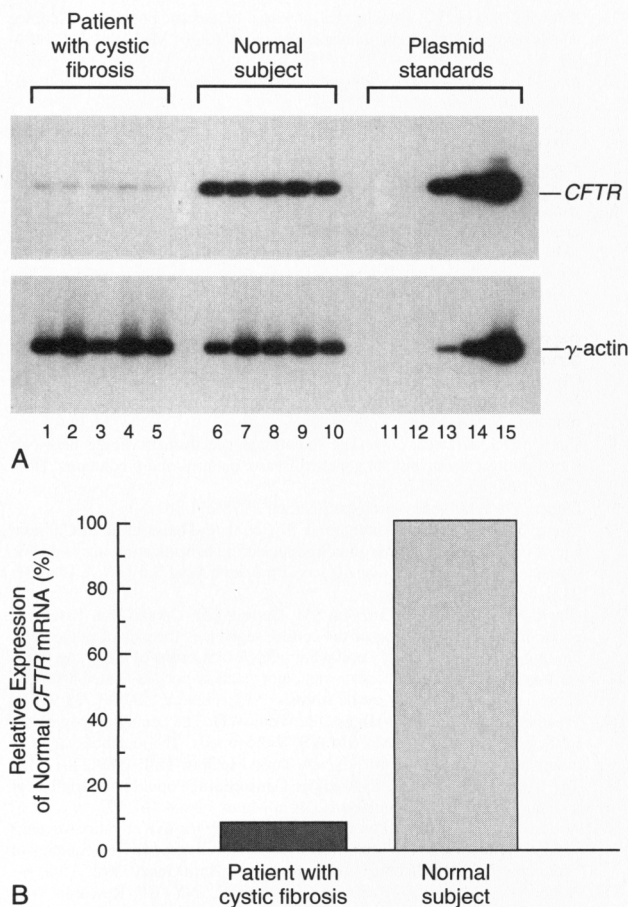 Patient
with cystic
fibrosis
Normal
subject
Plasmid
standards
CFTR
γ-actin
1 2 3 4 5 6 7 8 9 10 11 12 13 14 15
A
100
80
60
40
20
0
Relative Expression
of Normal CFTR mRNA (%)
Patient with
cystic fibrosis
Normal
subject
B